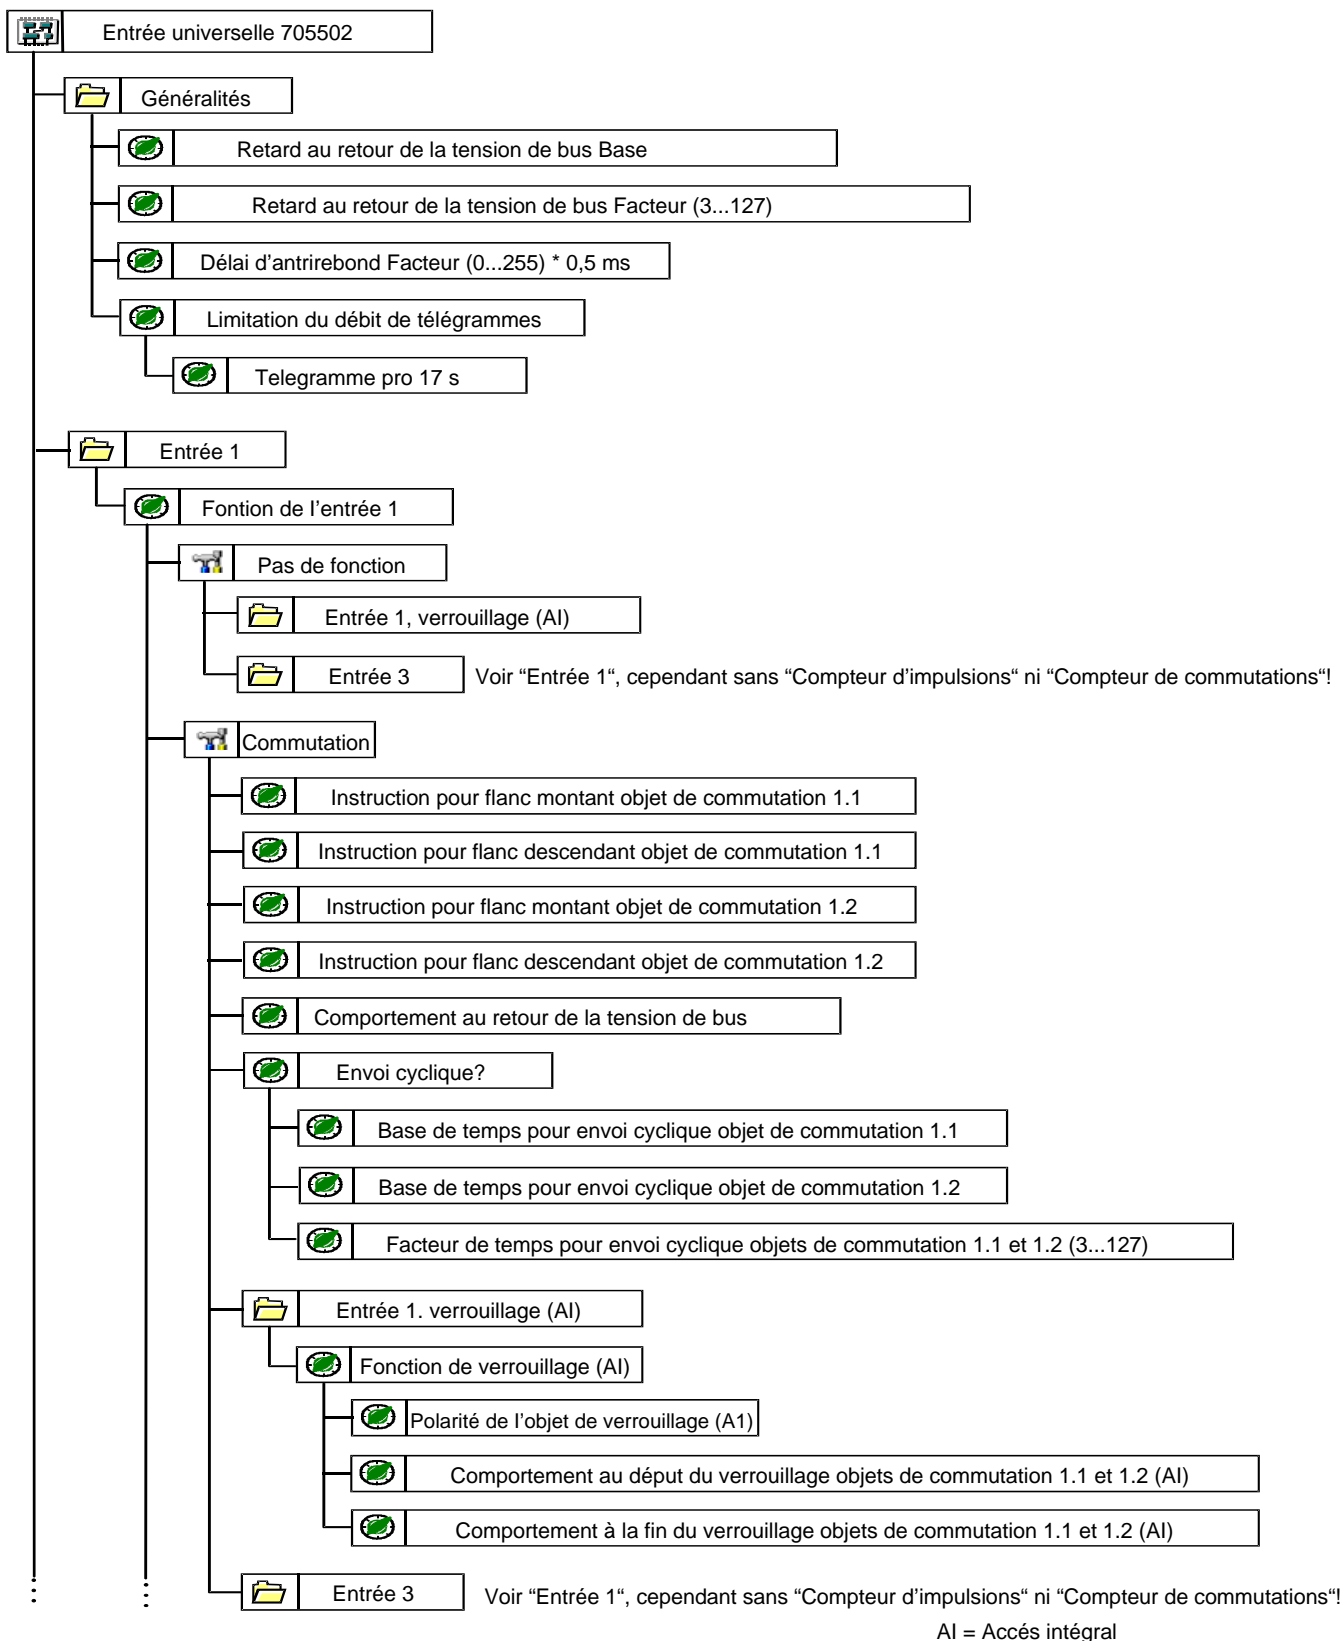 Entrée universelle 705502
Généralités
Retard au retour de la tension de bus Base
Retard au retour de la tension de bus Facteur (3...127)
Délai d’antrirebond Facteur (0...255) * 0,5 ms
Limitation du débit de télégrammes
Telegramme pro 17 s
Entrée 1
Fontion de l’entrée 1
Pas de fonction
Entrée 1, verrouillage (AI)
Entrée 3 Voir “Entrée 1“, cependant sans “Compteur d’impulsions“ ni “Compteur de commutations“!
Commutation
Instruction pour flanc montant objet de commutation 1.1
Instruction pour flanc descendant objet de commutation 1.1
Instruction pour flanc montant objet de commutation 1.2
Instruction pour flanc descendant objet de commutation 1.2
Comportement au retour de la tension de bus
Envoi cyclique?
Base de temps pour envoi cyclique objet de commutation 1.1
Base de temps pour envoi cyclique objet de commutation 1.2
Facteur de temps pour envoi cyclique objets de commutation 1.1 et 1.2 (3...127)
Entrée 1. verrouillage (AI)
Fonction de verrouillage (AI)
Polarité de l’objet de verrouillage (A1)
Comportement au déput du verrouillage objets de commutation 1.1 et 1.2 (AI)
Comportement à la fin du verrouillage objets de commutation 1.1 et 1.2 (AI)
Entrée 3 Voir “Entrée 1“, cependant sans “Compteur d’impulsions“ ni “Compteur de commutations“!
AI = Accés intégral